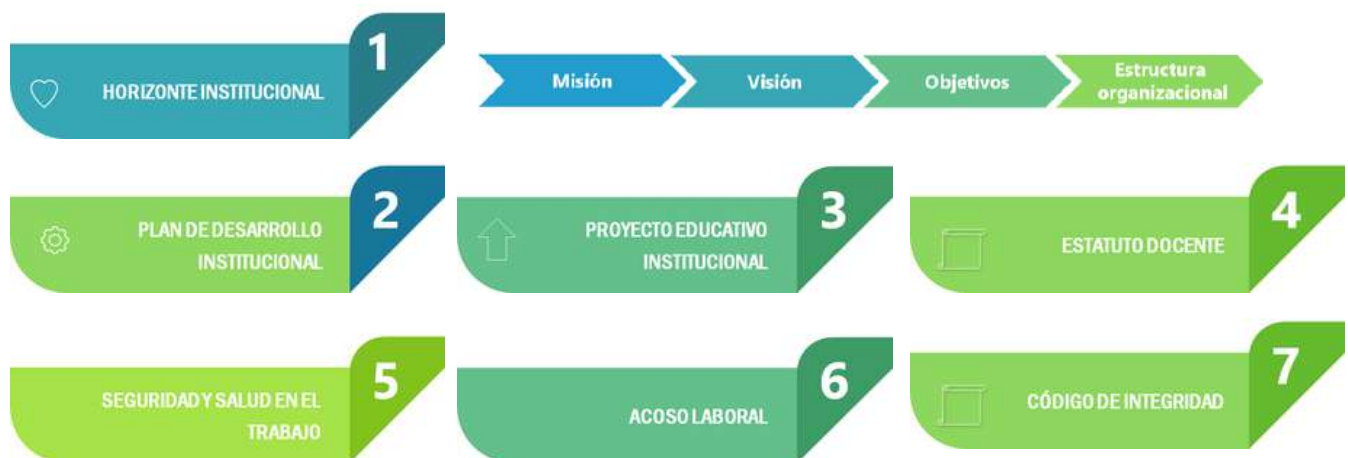 1
HORIZONTE INSTITUCIONAL
Misión
Visión
Objetivos
Estructura
organizacional
2
PLAN DE DESARROLLO
INSTITUCIONAL
3
PROYECTO EDUCATIVO
INSTITUCIONAL
4
ESTATUTO DOCENTE
5
SEGURIDAD Y SALUD EN EL
TRABAJO
6
ACOSO LABORAL
7
CÓDIGO DE INTEGRIDAD